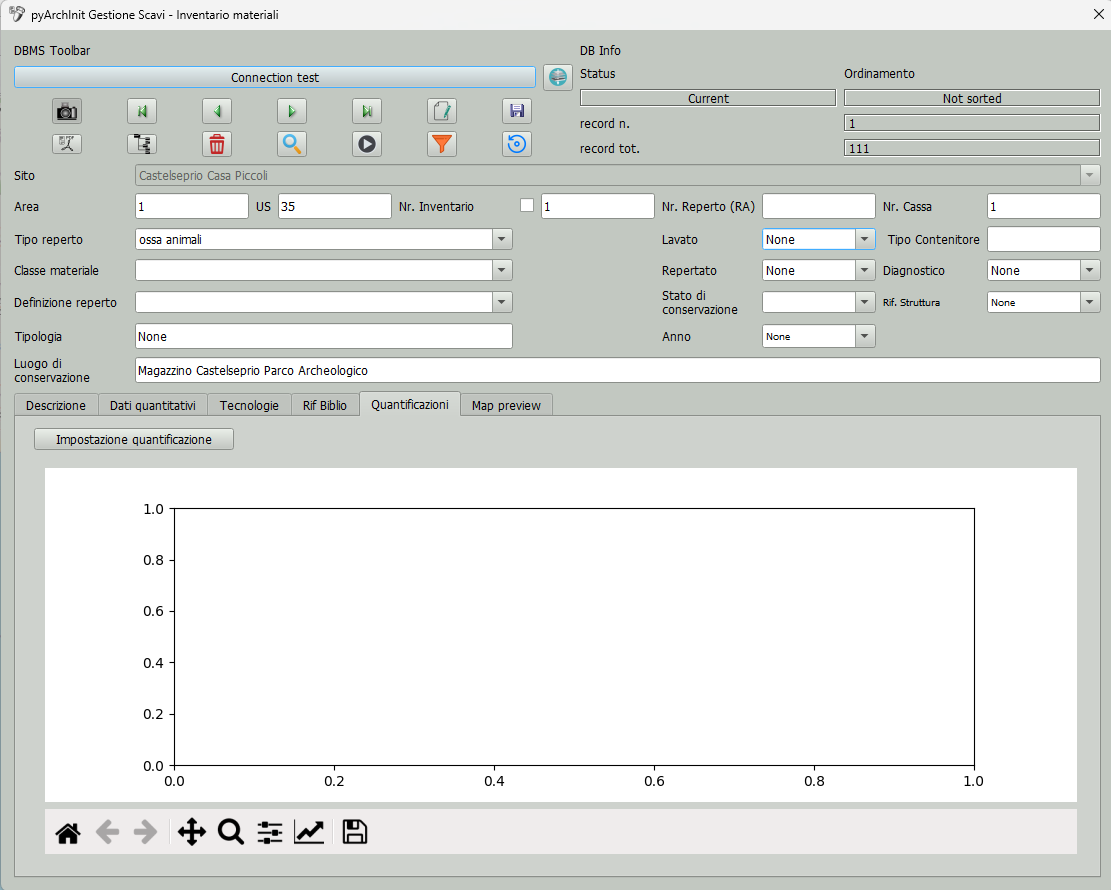 pyArchInit Gestione Scavi - Inventario materiali
DBMS Toolbar
DB Info
Connection test
Status
Ordinamento
Current
Not sorted
record n.
1
record tot.
111
Sito
Castelseprio Casa Piccoli
Area
1
US
35
Nr. Inventario
1
Nr. Reperto (RA)
Nr. Cassa
1
Tipo reperto
ossa animali
Lavato
None
Tipo Contenitore
Classe materiale
Repertato
None
Diagnostico
None
Definizione reperto
Stato di
conservazione
Rif. Struttura
None
Tipologia
None
Anno
None
Luogo di
conservazione
Magazzino Castelseprio Parco Archeologico
Descrizione
Dati quantitativi
Tecnologie
Rif Biblio
Quantificazioni
Map preview
Impostazione quantificazione
1.0
0.8
0.6
0.4
0.2
0.0
0.0
0.2
0.4
0.6
0.8
1.0